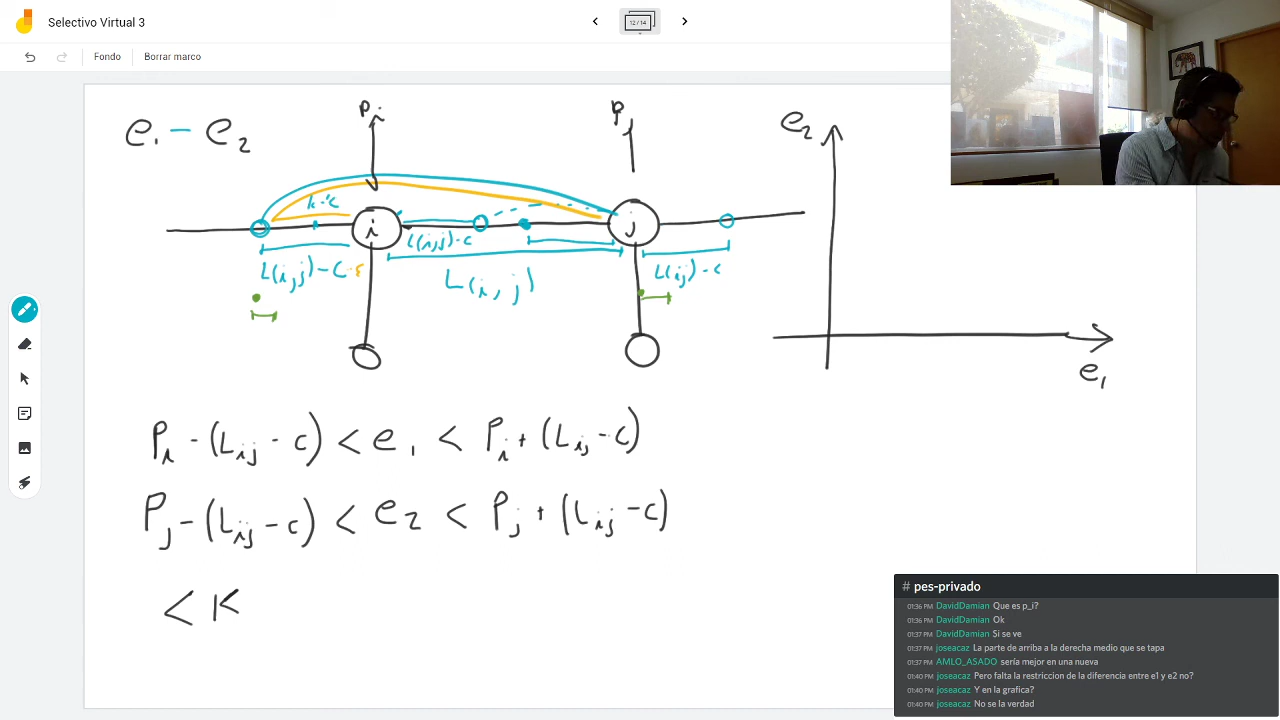 Selectivo Virtual 3
12 / 14
Fondo
Borrar marco
e₁ - e₂
Pi
Pj
e₂
k-c
i
j
L(i,j)-c
L(i,j)-c
L(i,j)
L(ij)-c
e₁
Pi - (Lij - c) < e₁ < Pi + (Lij - c)
Pj - (Lij - c) < e₂ < Pj + (Lij - c)
< K
# pes-privado
01:36 PM DavidDamian Que es p_i?
01:36 PM DavidDamian Ok
01:37 PM DavidDamian Si se ve
01:37 PM joseacaz La parte de arriba a la derecha medio que se tapa
01:37 PM AMLO_ASADO sería mejor en una nueva
01:40 PM joseacaz Pero falta la restriccion de la diferencia entre e1 y e2 no?
01:40 PM joseacaz Y en la grafica?
01:40 PM joseacaz No se la verdad